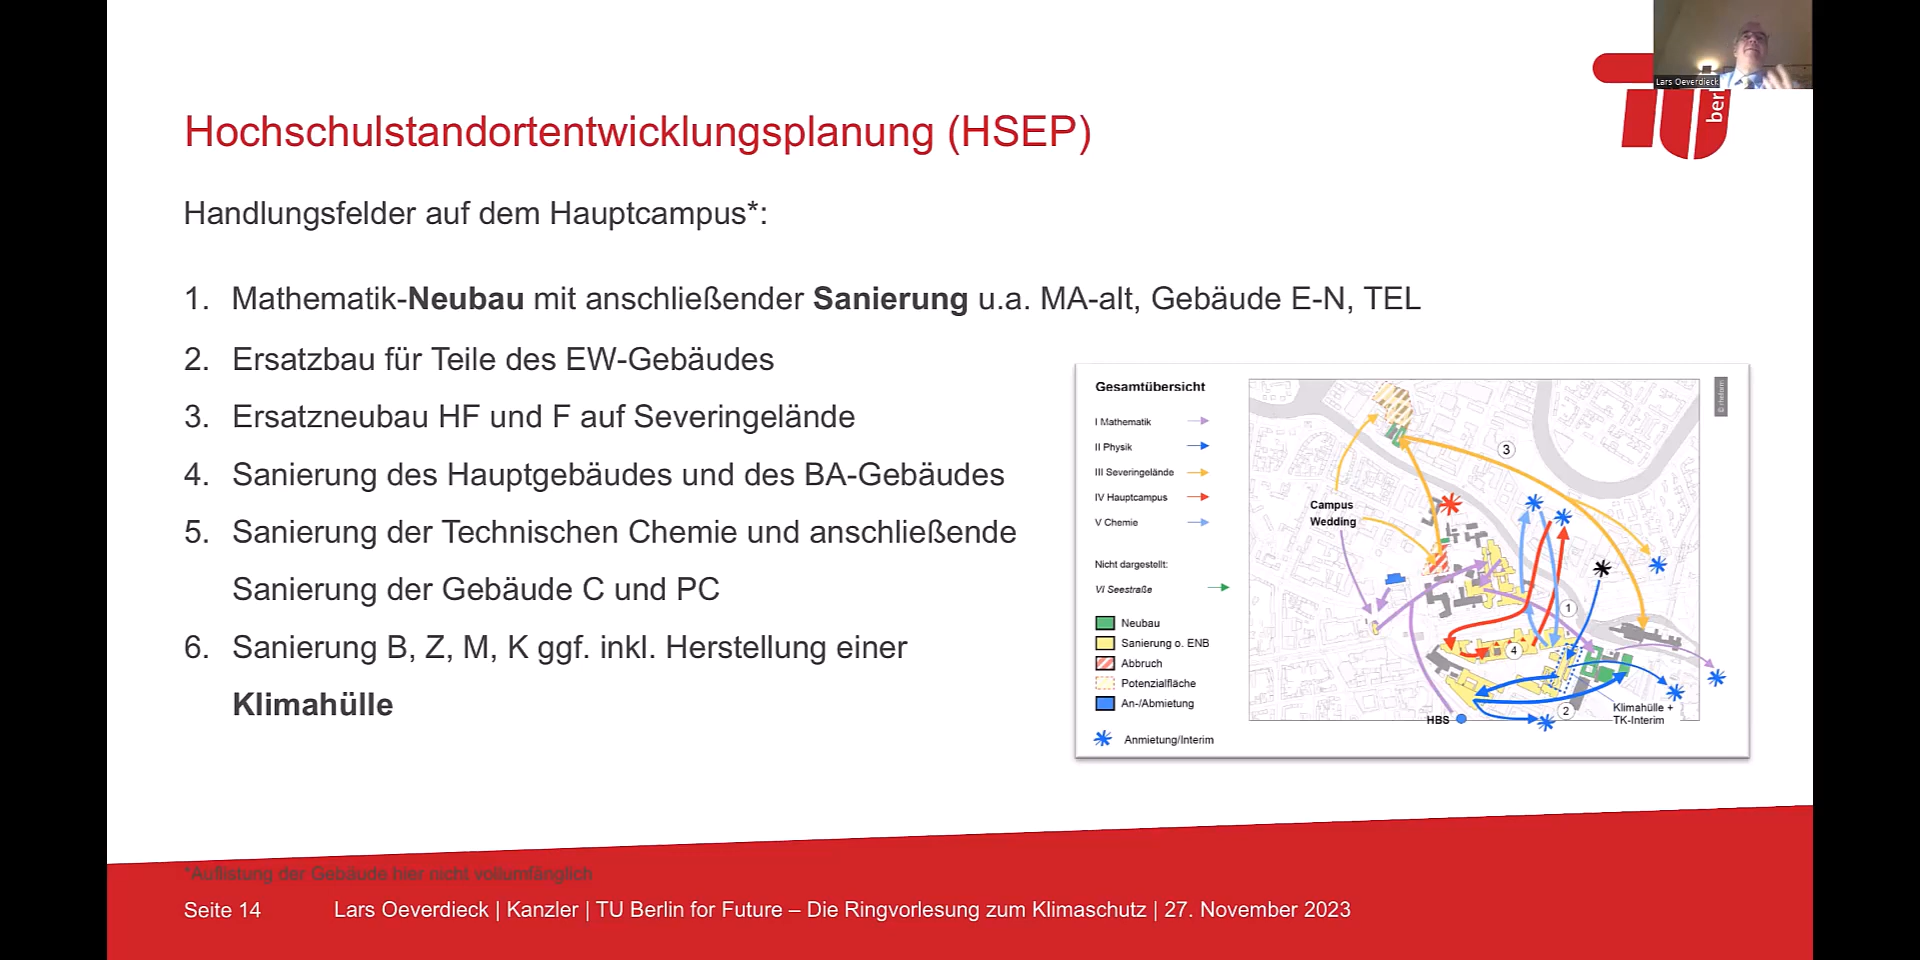 Lars Oeverdieck
ber
Hochschulstandortentwicklungsplanung (HSEP)
Handlungsfelder auf dem Hauptcampus*:
1. Mathematik-Neubau mit anschließender Sanierung u.a. MA-alt, Gebäude E-N, TEL
2. Ersatzbau für Teile des EW-Gebäudes
3. Ersatzneubau HF und F auf Severingelände
4. Sanierung des Hauptgebäudes und des BA-Gebäudes
5. Sanierung der Technischen Chemie und anschließende
Sanierung der Gebäude C und PC
6. Sanierung B, Z, M, K ggf. inkl. Herstellung einer
Klimahülle
Gesamtübersicht
I Mathematik
II Physik
III Severingelände
IV Hauptcampus
V Chemie
Nicht dargestellt:
VI Seestraße
Neubau
Sanierung o. ENB
Abbruch
Potenzialfläche
An-/Abmietung
Anmietung/Interim
3
Campus
Wedding
1
4
2
HBS
Klimahülle +
TK-Interim
*Auflistung der Gebäude hier nicht vollumfänglich
Seite 14 Lars Oeverdieck | Kanzler | TU Berlin for Future – Die Ringvorlesung zum Klimaschutz | 27. November 2023